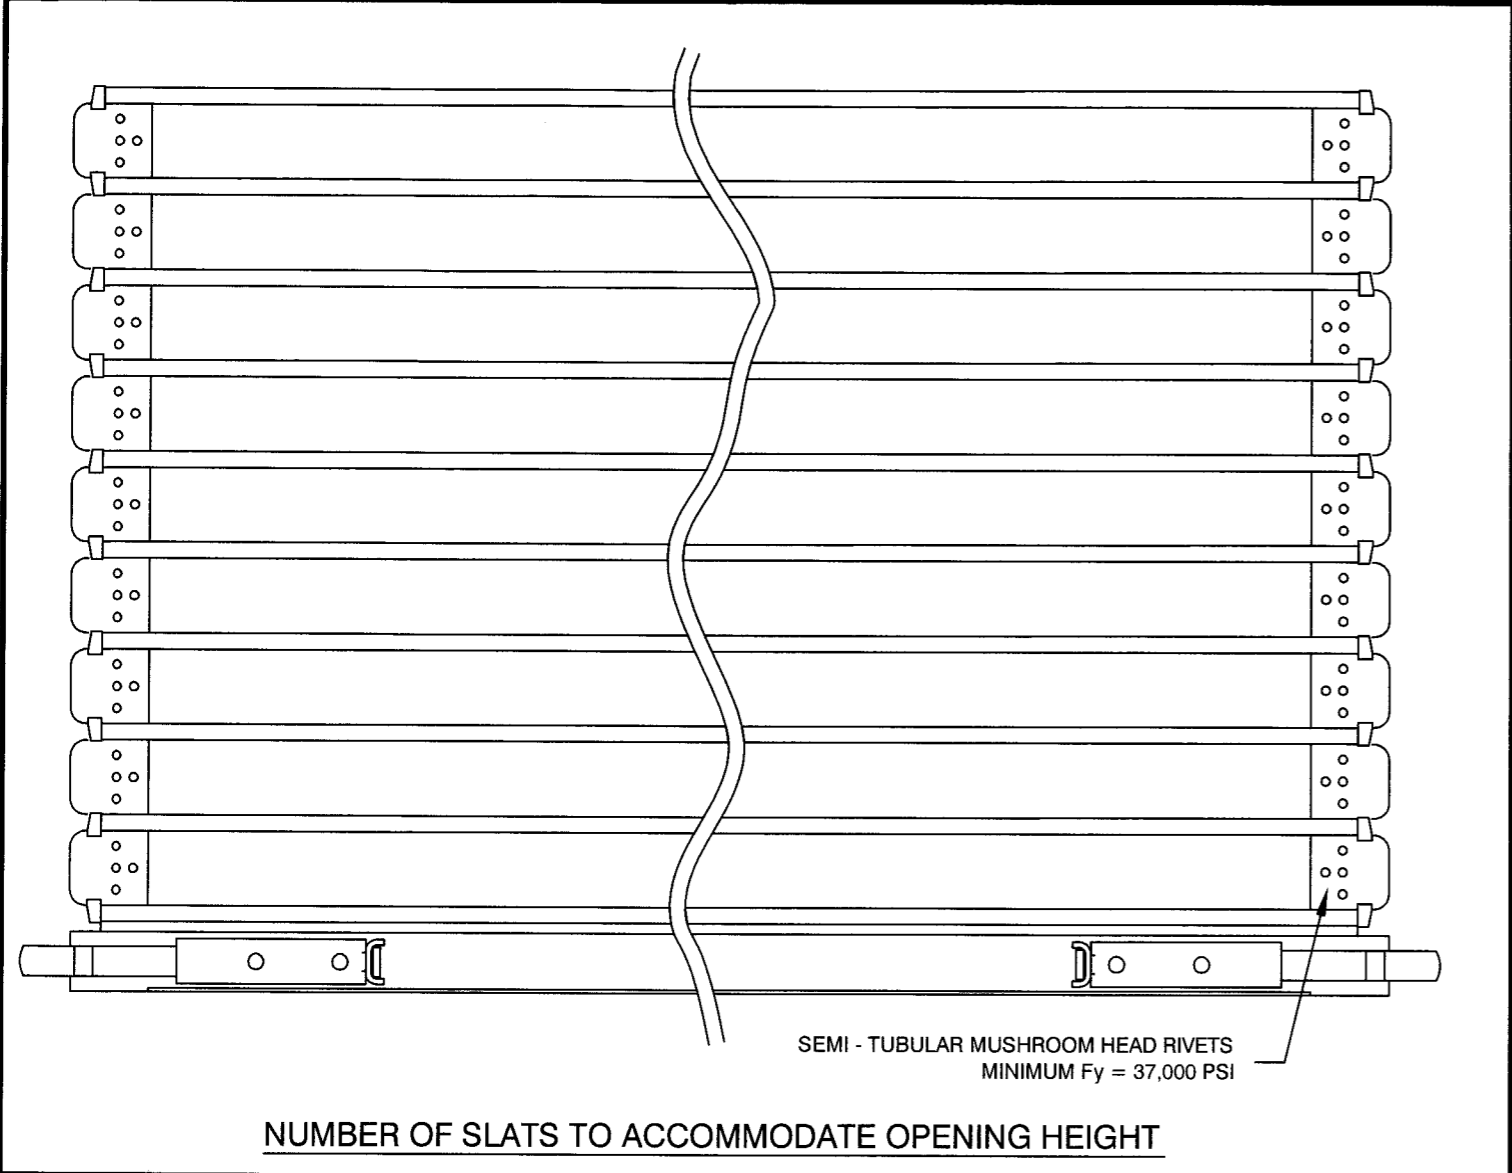 SEMI - TUBULAR MUSHROOM HEAD RIVETS
MINIMUM Fy = 37,000 PSI
NUMBER OF SLATS TO ACCOMMODATE OPENING HEIGHT